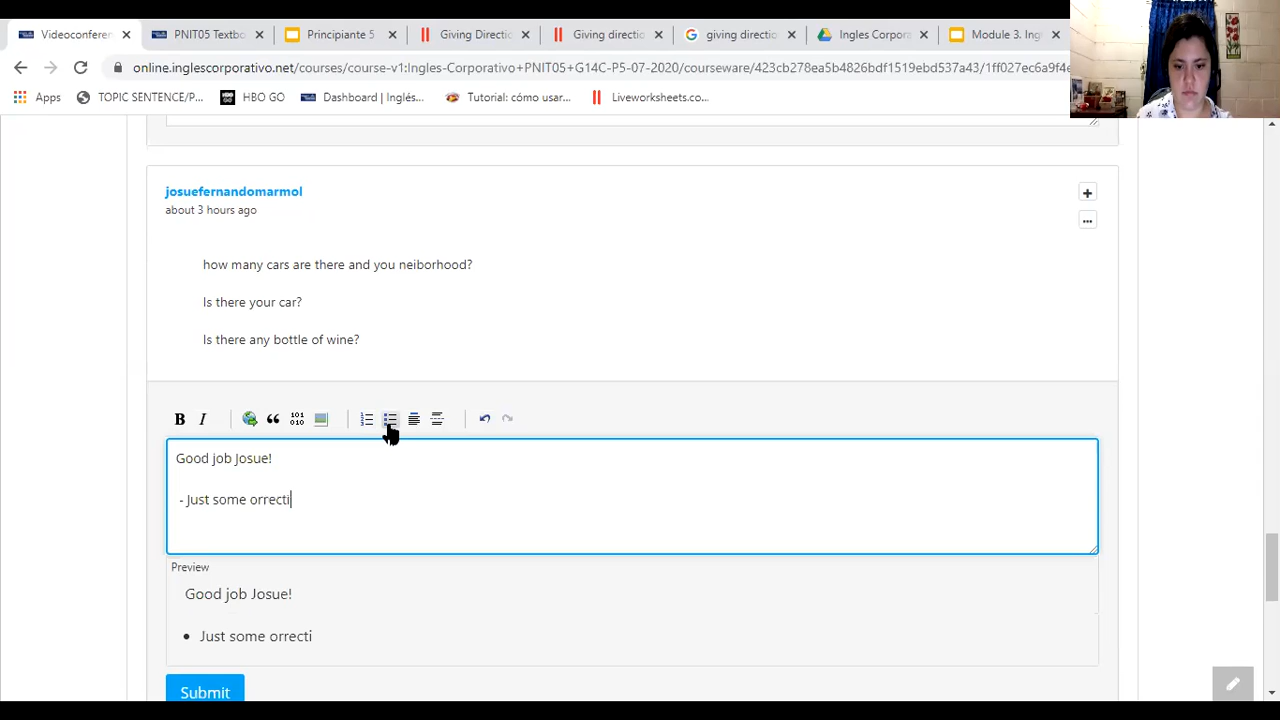 Videoconferen
PNIT05 Textbo
Principiante 5
Giving Directio
Giving directio
giving directio
Ingles Corpora
Module 3. Ing
online.inglescorporativo.net/courses/course-v1:Ingles-Corporativo+PNIT05+G14C-P5-07-2020/courseware/423cb278ea5b4826bdf1519ebd537a43/1ff027ec6a9f4e
Apps
TOPIC SENTENCE/P...
HBO GO
Dashboard | Inglés...
Tutorial: cómo usar...
Liveworksheets.co...
josuefernandomarmol
about 3 hours ago
how many cars are there and you neiborhood?
Is there your car?
Is there any bottle of wine?
B I
Good job Josue!
- Just some orrecti
Preview
Good job Josue!
• Just some orrecti
Submit